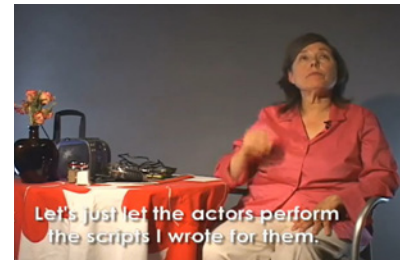 Let's just let the actors perform
the scripts I wrote for them.